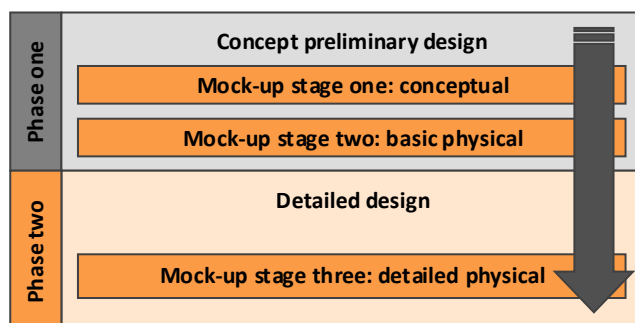 Phase one
Concept preliminary design
Mock-up stage one: conceptual
Mock-up stage two: basic physical
Phase two
Detailed design
Mock-up stage three: detailed physical